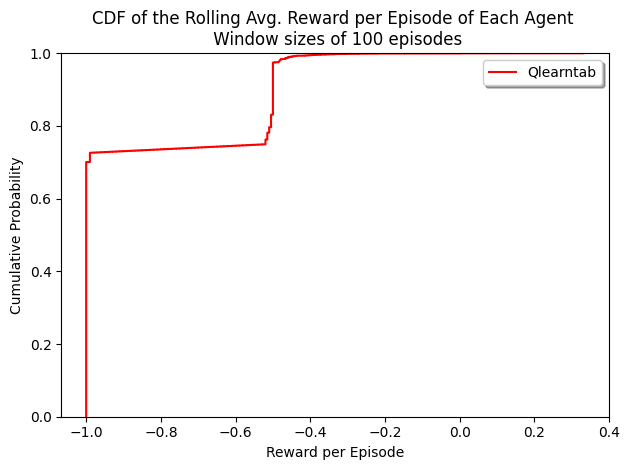 CDF of the Rolling Avg. Reward per Episode of Each Agent
Window sizes of 100 episodes
Qlearntab
Cumulative Probability
1.0
0.8
0.6
0.4
0.2
0.0
−1.0 −0.8 −0.6 −0.4 −0.2 0.0 0.2 0.4
Reward per Episode